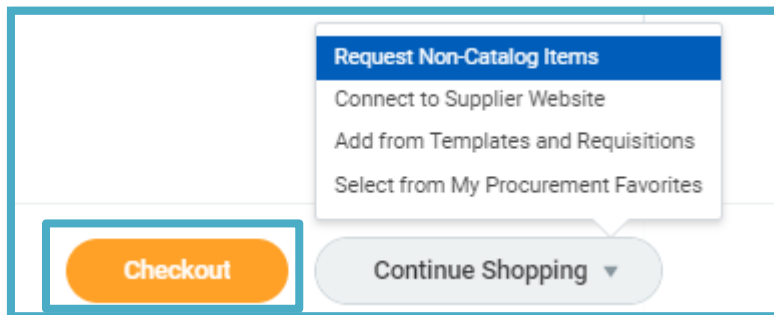 Request Non-Catalog Items
Connect to Supplier Website
Add from Templates and Requisitions
Select from My Procurement Favorites
Checkout
Continue Shopping